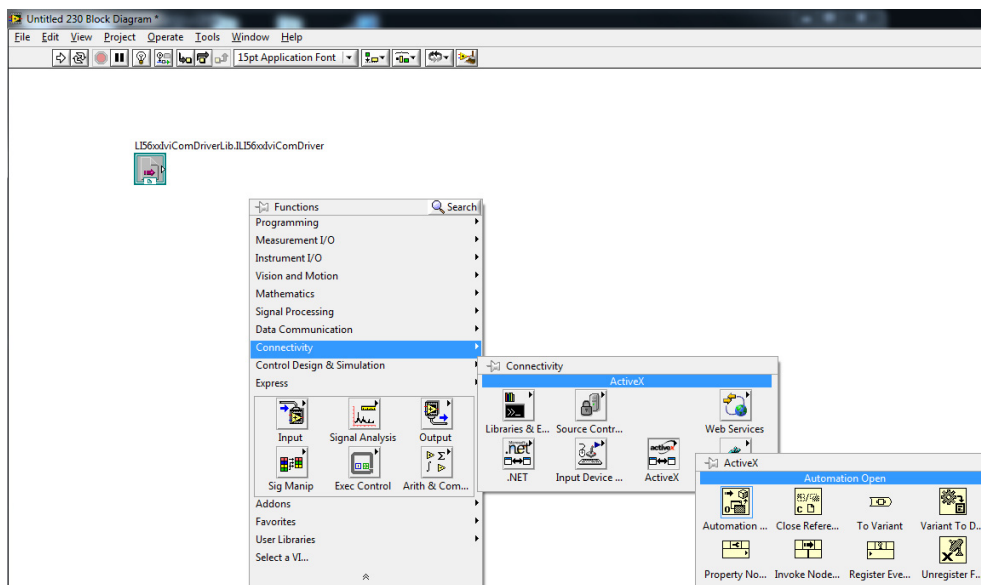 Untitled 230 Block Diagram *
File Edit View Project Operate Tools Window Help
15pt Application Font
LI56xxIviComDriverLib.ILI56xxIviComDriver
Functions Search
Programming
Measurement I/O
Instrument I/O
Vision and Motion
Mathematics
Signal Processing
Data Communication
Connectivity
Control Design & Simulation
Express
Input Signal Analysis Output
Sig Manip Exec Control Arith & Com...
Addons
Favorites
User Libraries
Select a VI...
Connectivity
ActiveX
Libraries & E... Source Contr... Web Services
.NET Input Device ... ActiveX
ActiveX
Automation Open
Automation ... Close Refere... To Variant Variant To D...
Property No... Invoke Node... Register Eve... Unregister F...